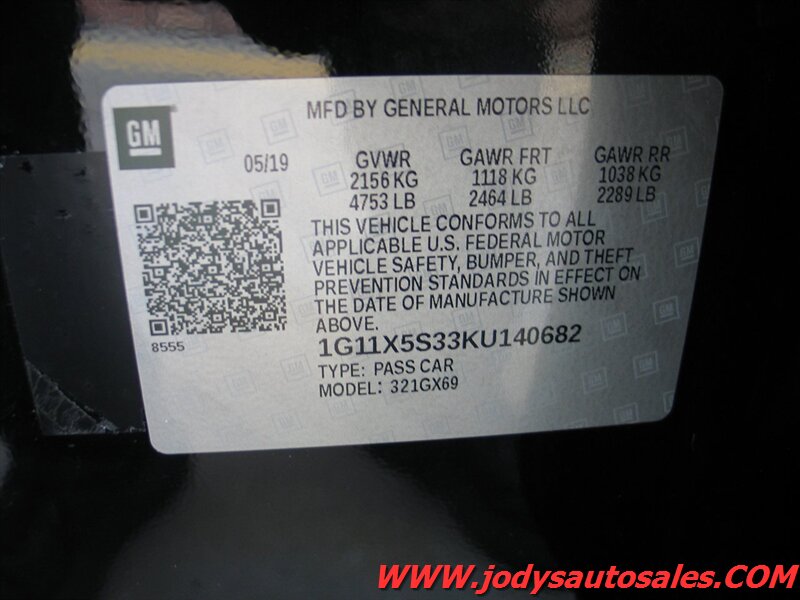 MFD BY GENERAL MOTORS LLC
GM
05/19 GVWR GAWR FRT GAWR RR
2156 KG 1118 KG 1038 KG
4753 LB 2464 LB 2289 LB
THIS VEHICLE CONFORMS TO ALL
APPLICABLE U.S. FEDERAL MOTOR
VEHICLE SAFETY, BUMPER, AND THEFT
PREVENTION STANDARDS IN EFFECT ON
THE DATE OF MANUFACTURE SHOWN
ABOVE.
8555
1G11X5S33KU140682
TYPE: PASS CAR
MODEL: 321GX69
www.jodysautosales.com